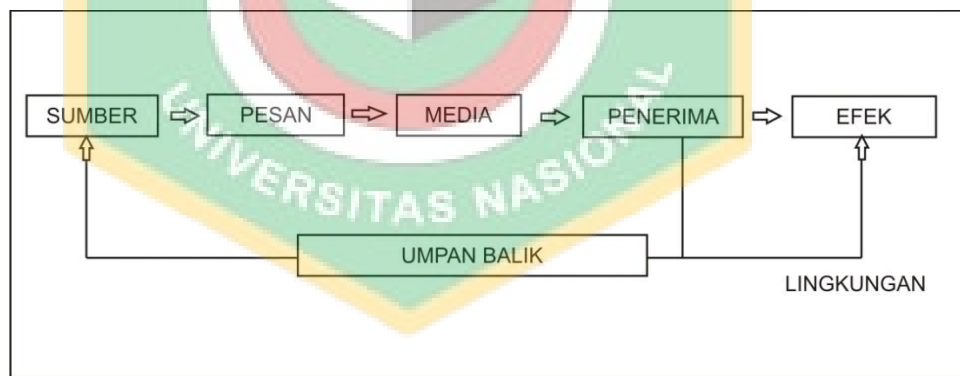 SUMBER
PESAN
MEDIA
PENERIMA
EFEK
UNIVERSITAS NASIONAL
UMPAN BALIK
LINGKUNGAN